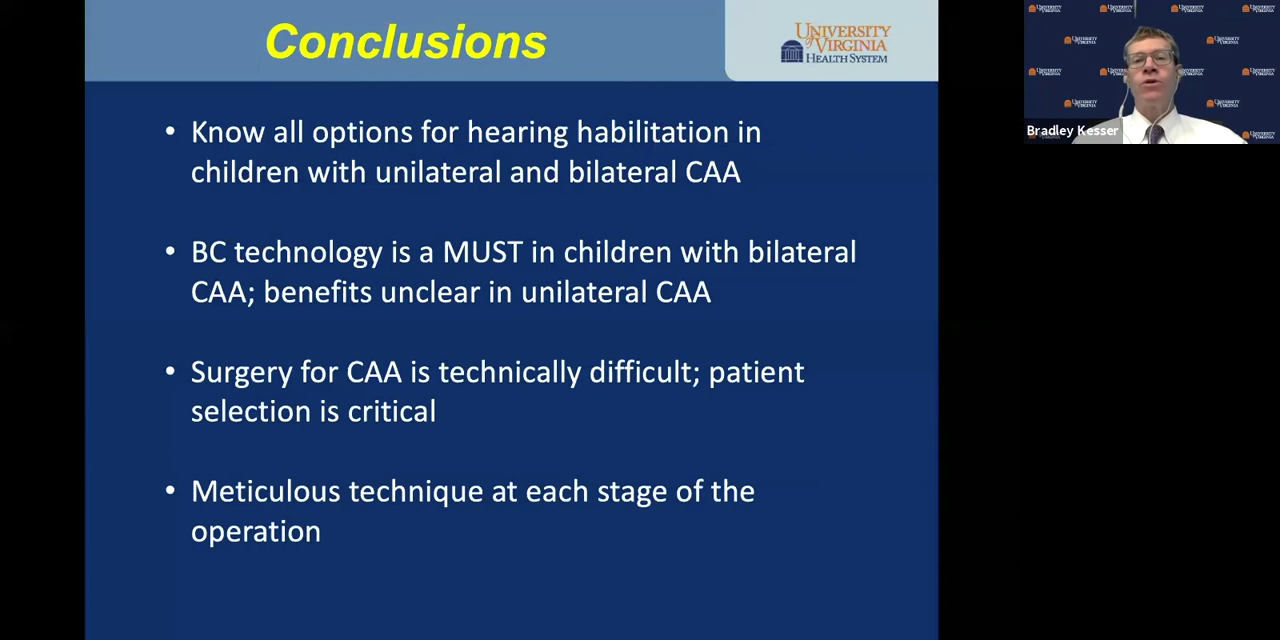 Conclusions
UNIVERSITY
of VIRGINIA
HEALTH SYSTEM
• Know all options for hearing habilitation in
children with unilateral and bilateral CAA
• BC technology is a MUST in children with bilateral
CAA; benefits unclear in unilateral CAA
• Surgery for CAA is technically difficult; patient
selection is critical
• Meticulous technique at each stage of the
operation
Bradley Kesser